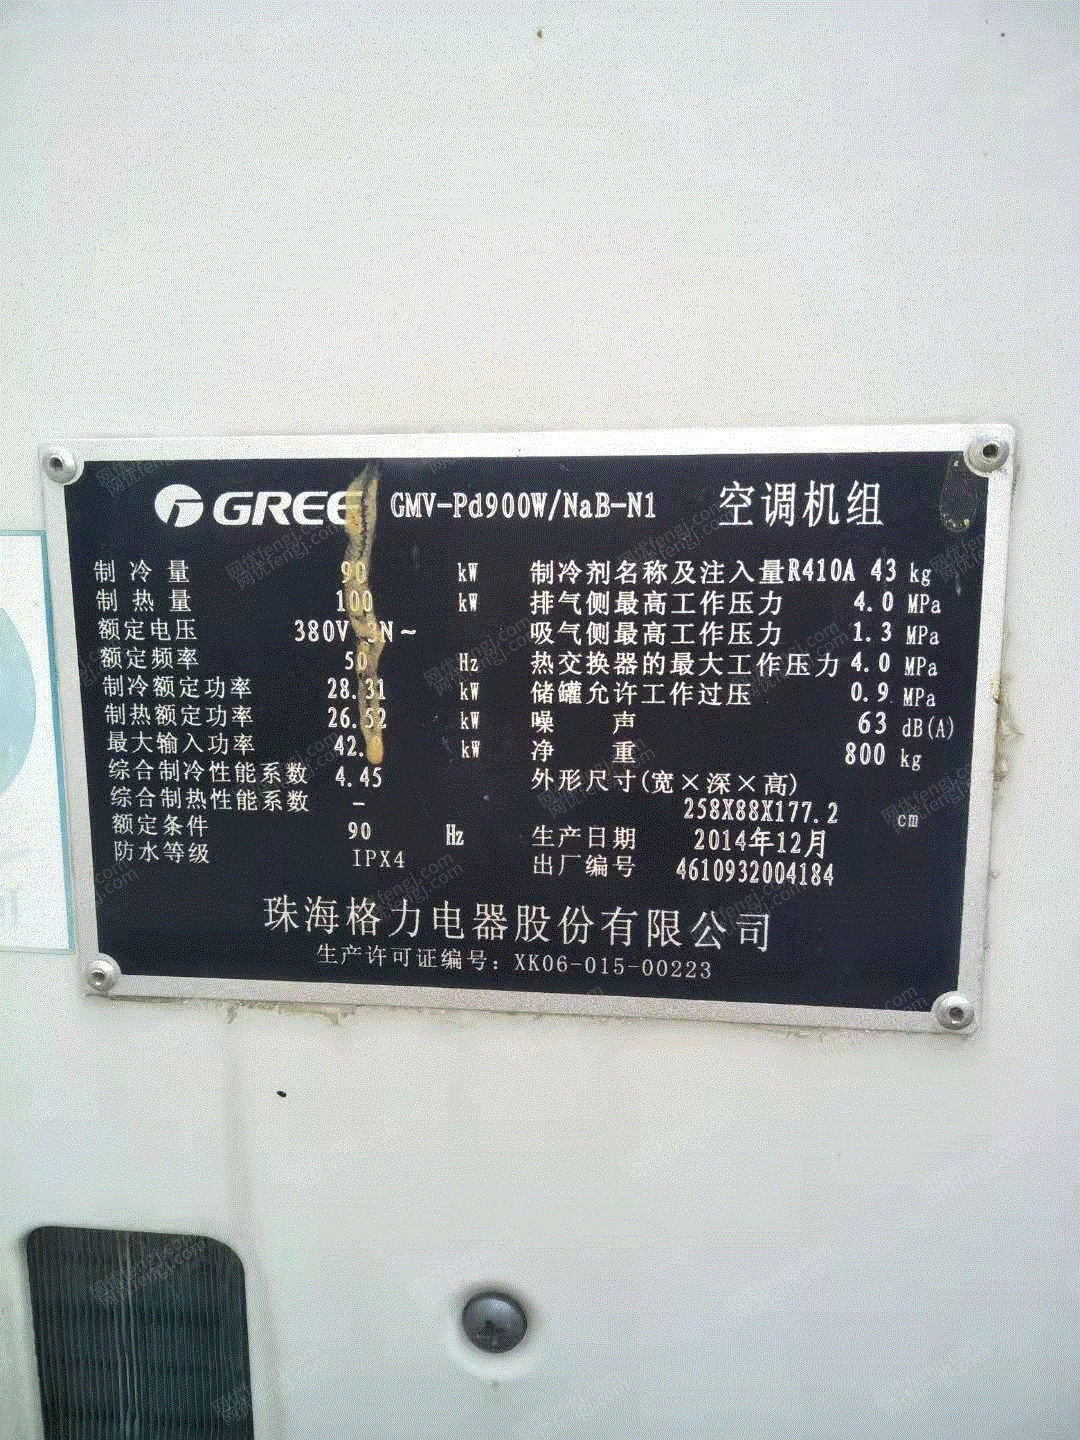 GREE GMV-Pd900W/NaB-N1 空调机组
制冷量 90 kW
制热量 100 kW
额定电压 380V 3N~
额定频率 50 Hz
制冷额定功率 28.31 kW
制热额定功率 26.52 kW
最大输入功率 42. kW
综合制冷性能系数 4.45
综合制热性能系数 -
额定条件 90 Hz
防水等级 IPX4
制冷剂名称及注入量R410A 43 kg
排气侧最高工作压力 4.0 MPa
吸气侧最高工作压力 1.3 MPa
热交换器的最大工作压力 4.0 MPa
储罐允许工作过压 0.9 MPa
噪声 63 dB(A)
净重 800 kg
外形尺寸(宽×深×高)
258X88X177.2 cm
生产日期 2014年12月
出厂编号 4610932004184
珠海格力电器股份有限公司
生产许可证编号: XK06-015-00223